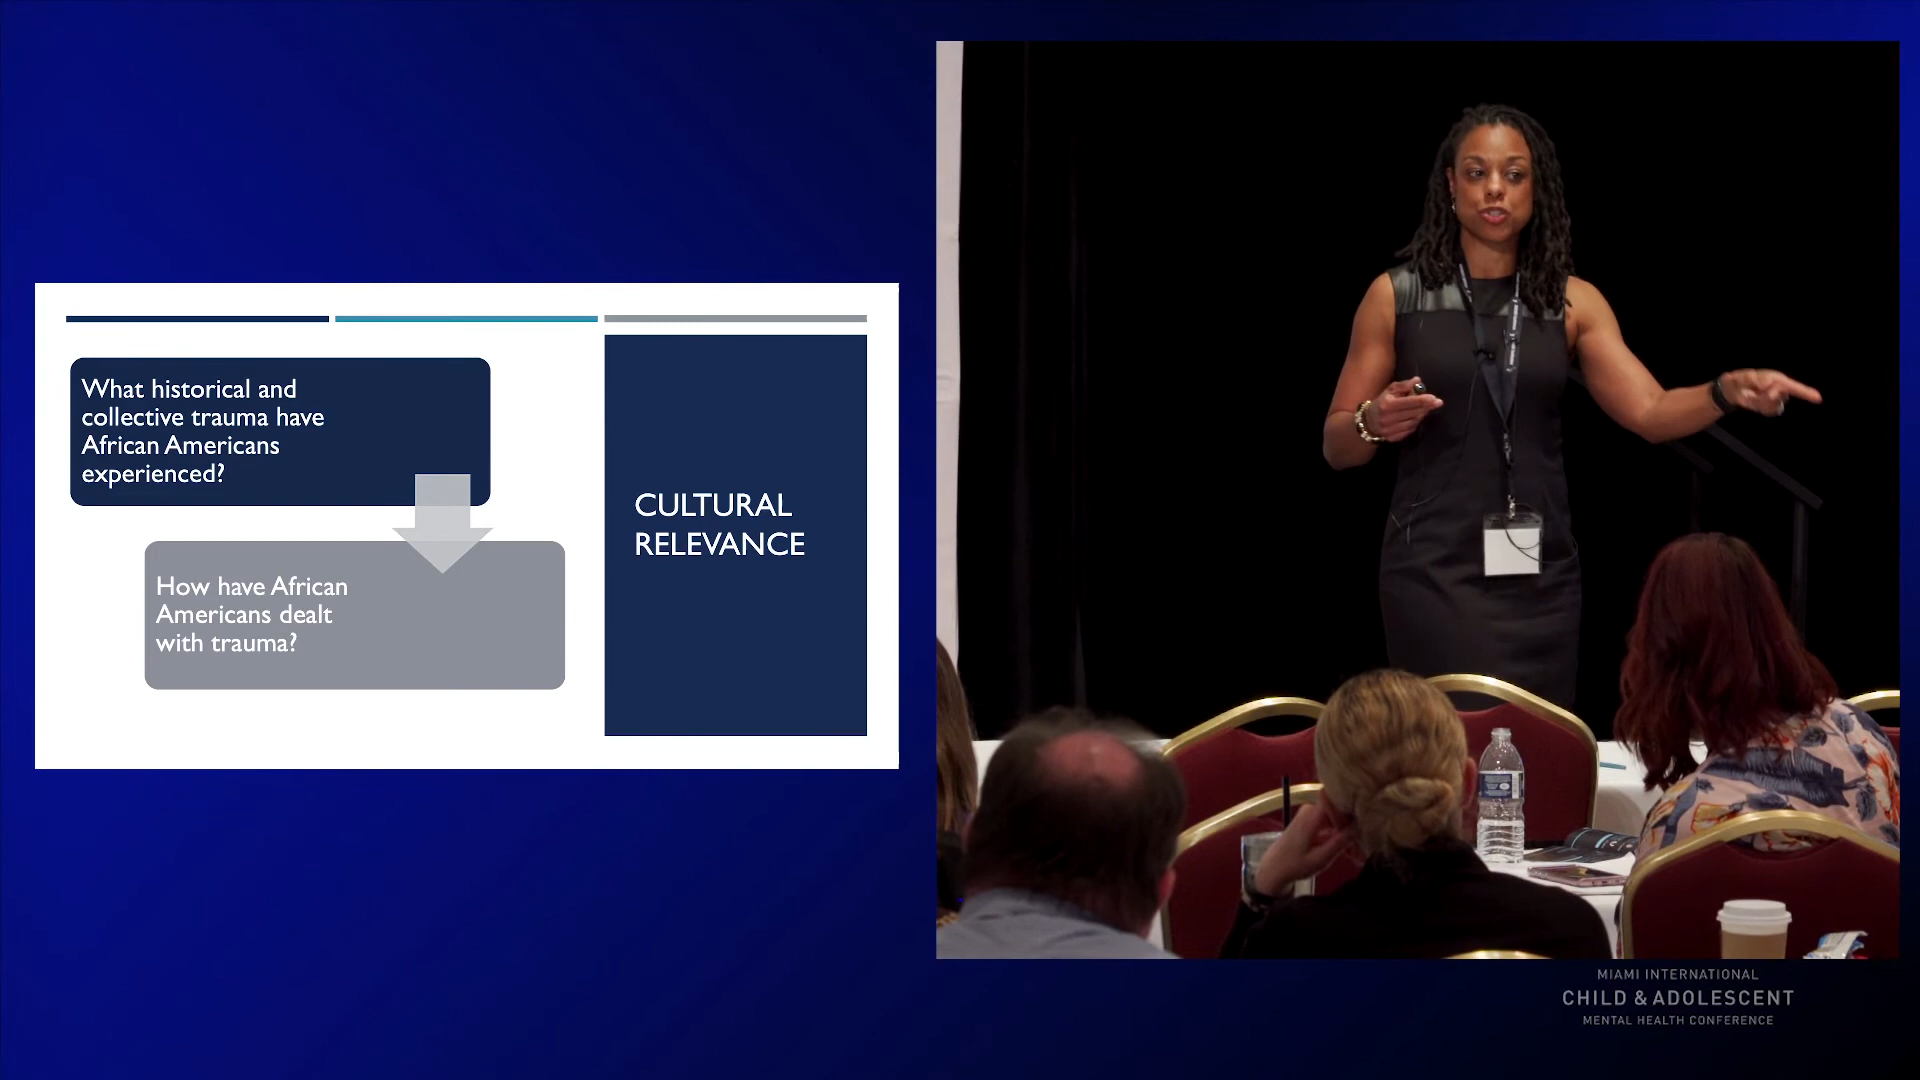 What historical and
collective trauma have
African Americans
experienced?
How have African
Americans dealt
with trauma?
CULTURAL
RELEVANCE
MIAMI INTERNATIONAL
CHILD & ADOLESCENT
MENTAL HEALTH CONFERENCE